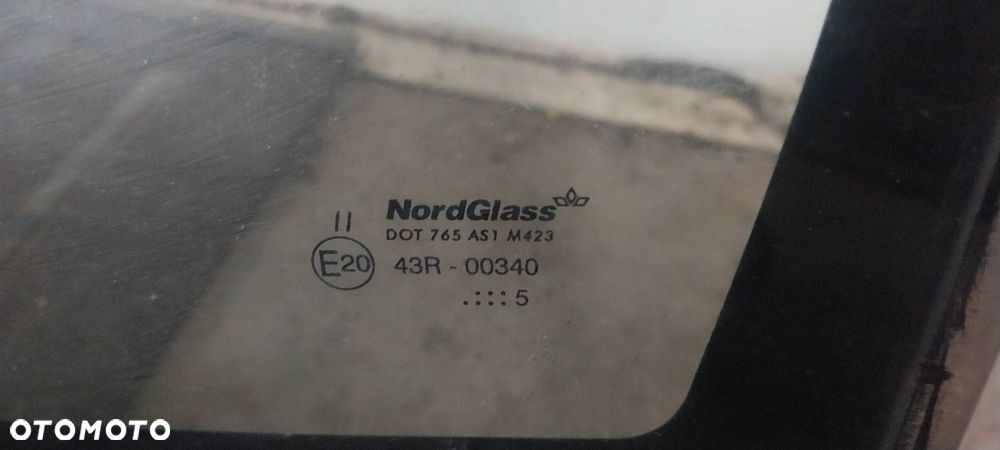 NordGlass
II
DOT 765 AS1 M423
E20 43R - 00340
.:::: 5
OTOMOTO